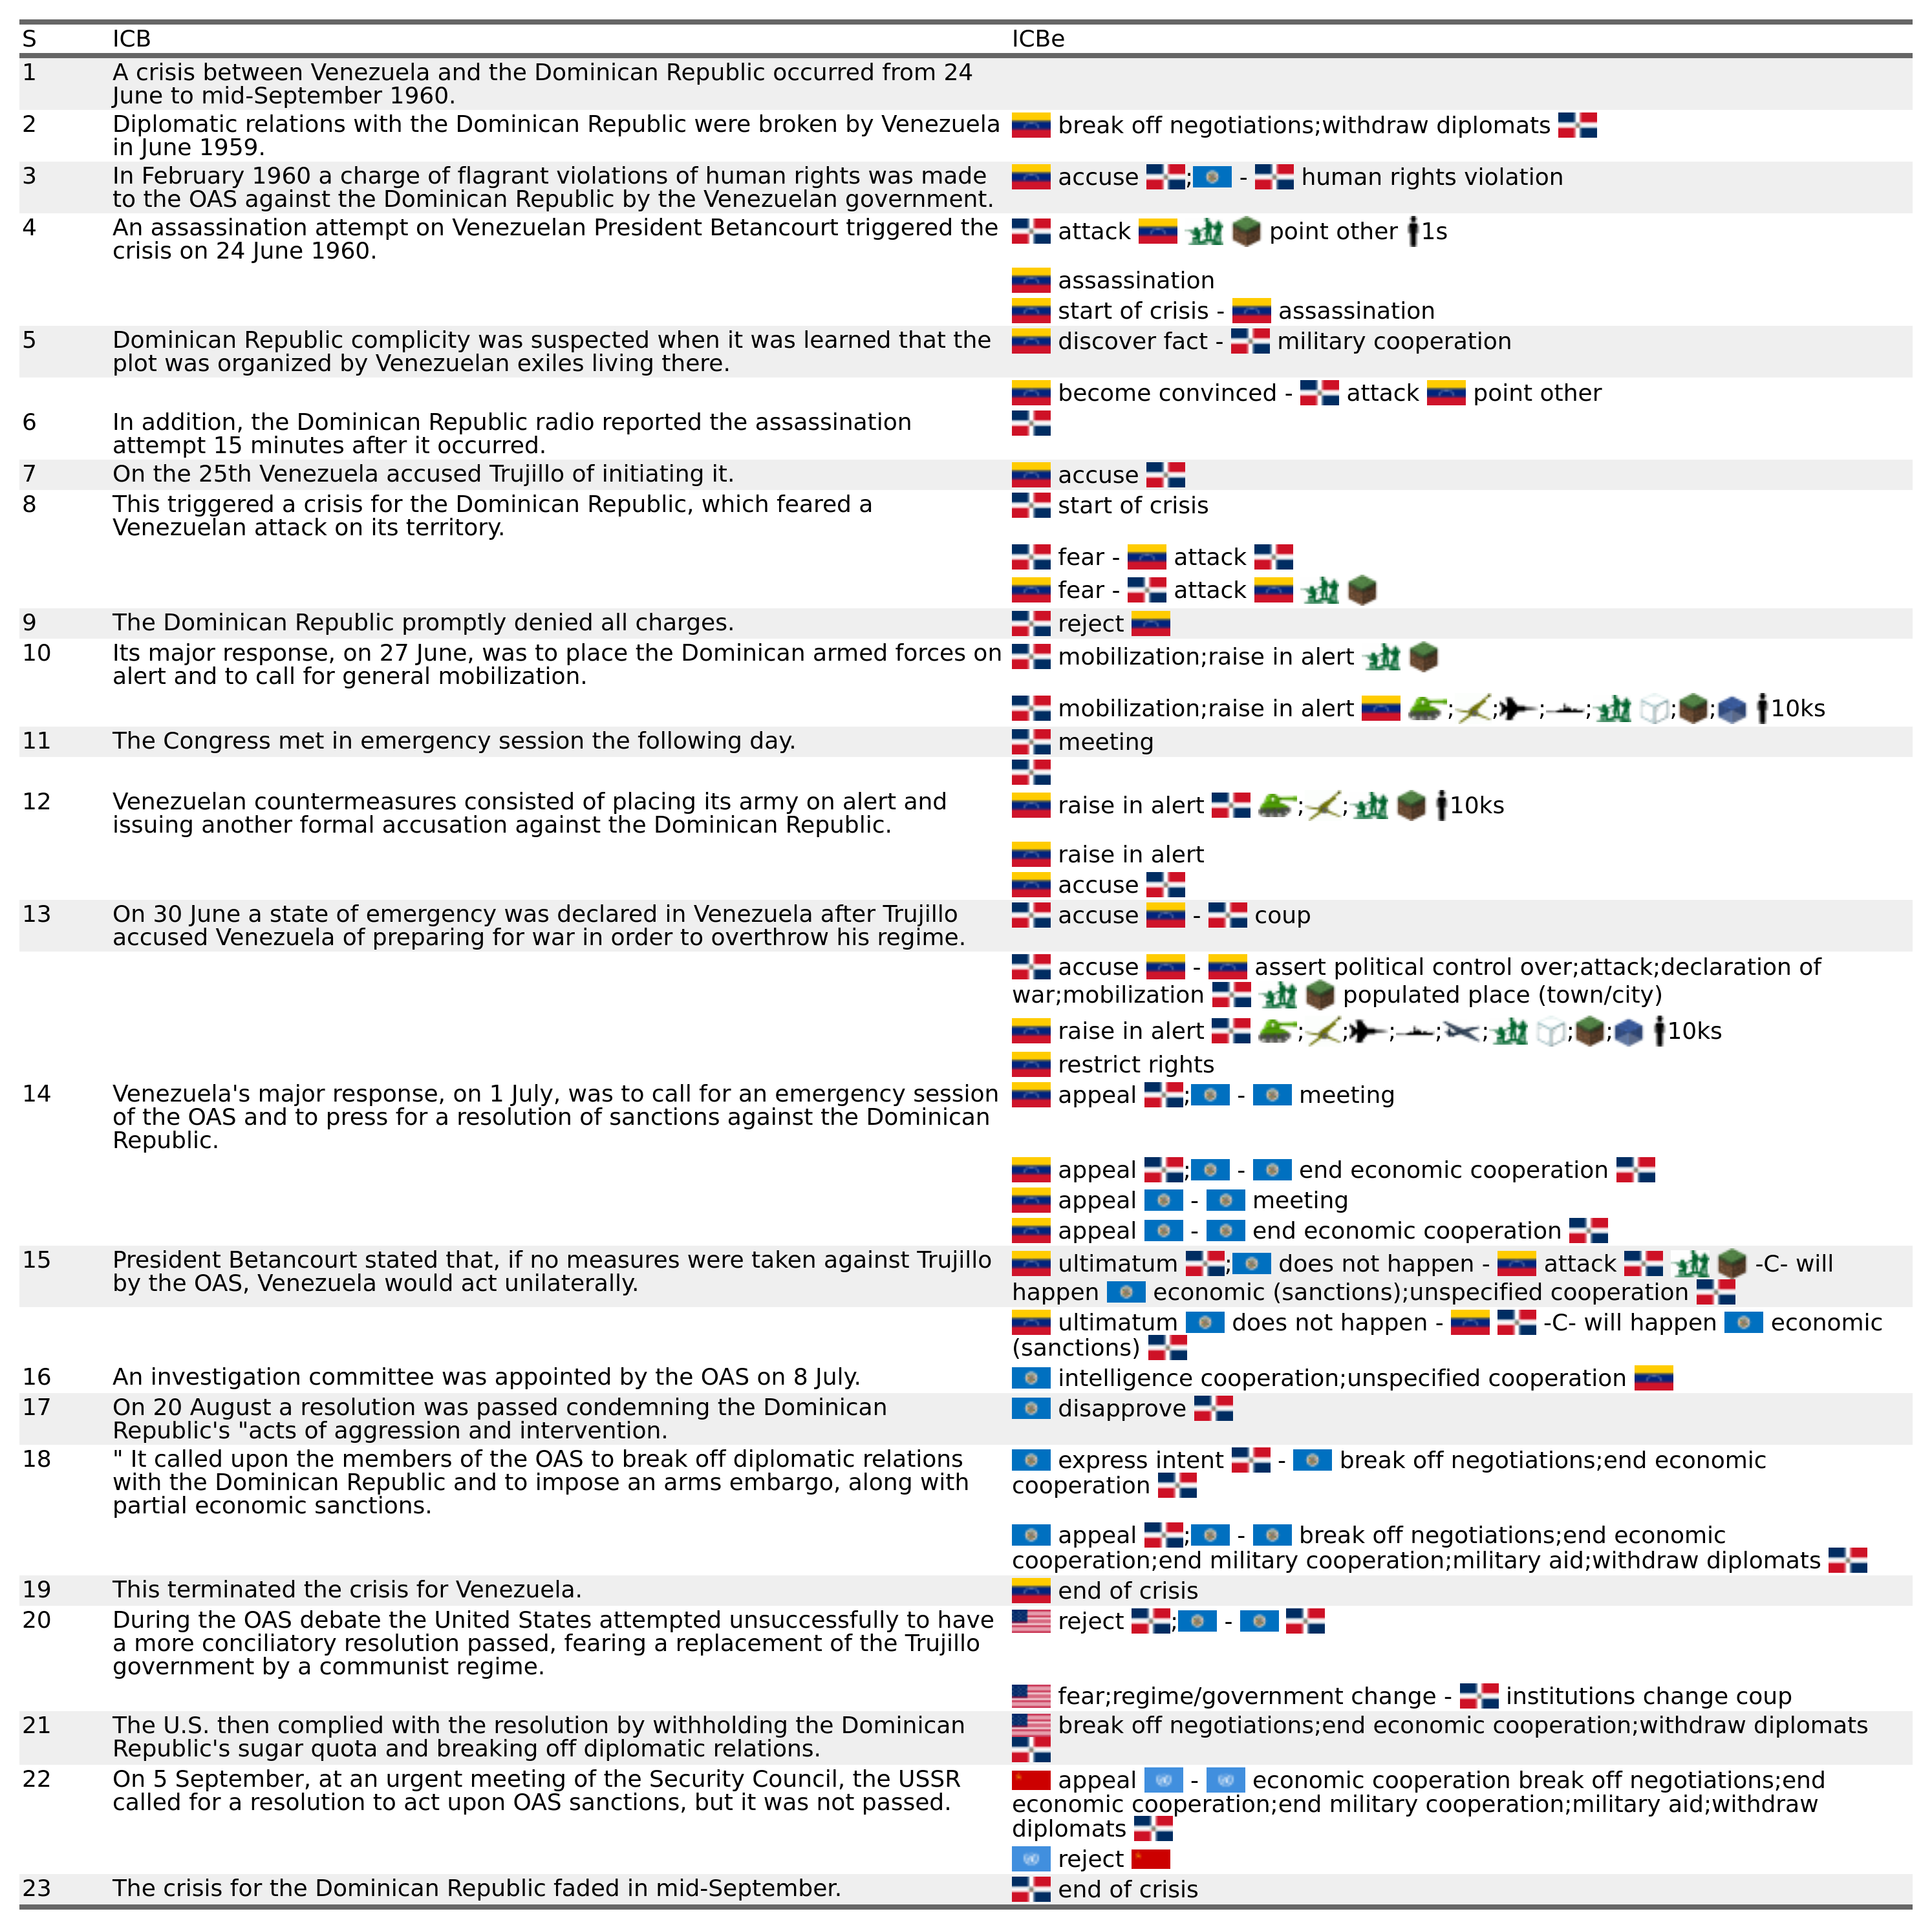 S ICB ICBe
1 A crisis between Venezuela and the Dominican Republic occurred from 24
June to mid-September 1960.
2 Diplomatic relations with the Dominican Republic were broken by Venezuela break off negotiations;withdraw diplomats
in June 1959.
3 In February 1960 a charge of flagrant violations of human rights was made accuse ; - human rights violation
to the OAS against the Dominican Republic by the Venezuelan government.
4 An assassination attempt on Venezuelan President Betancourt triggered the attack point other 1s
crisis on 24 June 1960.
assassination
start of crisis - assassination
5 Dominican Republic complicity was suspected when it was learned that the discover fact - military cooperation
plot was organized by Venezuelan exiles living there.
become convinced - attack point other
6 In addition, the Dominican Republic radio reported the assassination
attempt 15 minutes after it occurred.
7 On the 25th Venezuela accused Trujillo of initiating it. accuse
8 This triggered a crisis for the Dominican Republic, which feared a start of crisis
Venezuelan attack on its territory.
fear - attack
fear - attack
9 The Dominican Republic promptly denied all charges. reject
10 Its major response, on 27 June, was to place the Dominican armed forces on mobilization;raise in alert
alert and to call for general mobilization.
mobilization;raise in alert ; ; ; ; ; ; 10ks
11 The Congress met in emergency session the following day. meeting
12 Venezuelan countermeasures consisted of placing its army on alert and raise in alert ; ; 10ks
issuing another formal accusation against the Dominican Republic.
raise in alert
accuse
13 On 30 June a state of emergency was declared in Venezuela after Trujillo accuse - coup
accused Venezuela of preparing for war in order to overthrow his regime.
accuse - assert political control over;attack;declaration of
war;mobilization populated place (town/city)
raise in alert ; ; ; ; ; ; ; 10ks
restrict rights
14 Venezuela's major response, on 1 July, was to call for an emergency session appeal ; - meeting
of the OAS and to press for a resolution of sanctions against the Dominican
Republic.
appeal ; - end economic cooperation
appeal - meeting
appeal - end economic cooperation
15 President Betancourt stated that, if no measures were taken against Trujillo ultimatum ; does not happen - attack -C- will
by the OAS, Venezuela would act unilaterally. happen economic (sanctions);unspecified cooperation
ultimatum does not happen - -C- will happen economic
(sanctions)
16 An investigation committee was appointed by the OAS on 8 July. intelligence cooperation;unspecified cooperation
17 On 20 August a resolution was passed condemning the Dominican disapprove
Republic's "acts of aggression and intervention.
18 " It called upon the members of the OAS to break off diplomatic relations express intent - break off negotiations;end economic
with the Dominican Republic and to impose an arms embargo, along with cooperation
partial economic sanctions.
appeal ; - break off negotiations;end economic
cooperation;end military cooperation;military aid;withdraw diplomats
19 This terminated the crisis for Venezuela. end of crisis
20 During the OAS debate the United States attempted unsuccessfully to have reject ; -
a more conciliatory resolution passed, fearing a replacement of the Trujillo
government by a communist regime.
fear;regime/government change - institutions change coup
21 The U.S. then complied with the resolution by withholding the Dominican break off negotiations;end economic cooperation;withdraw diplomats
Republic's sugar quota and breaking off diplomatic relations.
22 On 5 September, at an urgent meeting of the Security Council, the USSR appeal - economic cooperation break off negotiations;end
called for a resolution to act upon OAS sanctions, but it was not passed. economic cooperation;end military cooperation;military aid;withdraw
diplomats
reject
23 The crisis for the Dominican Republic faded in mid-September. end of crisis